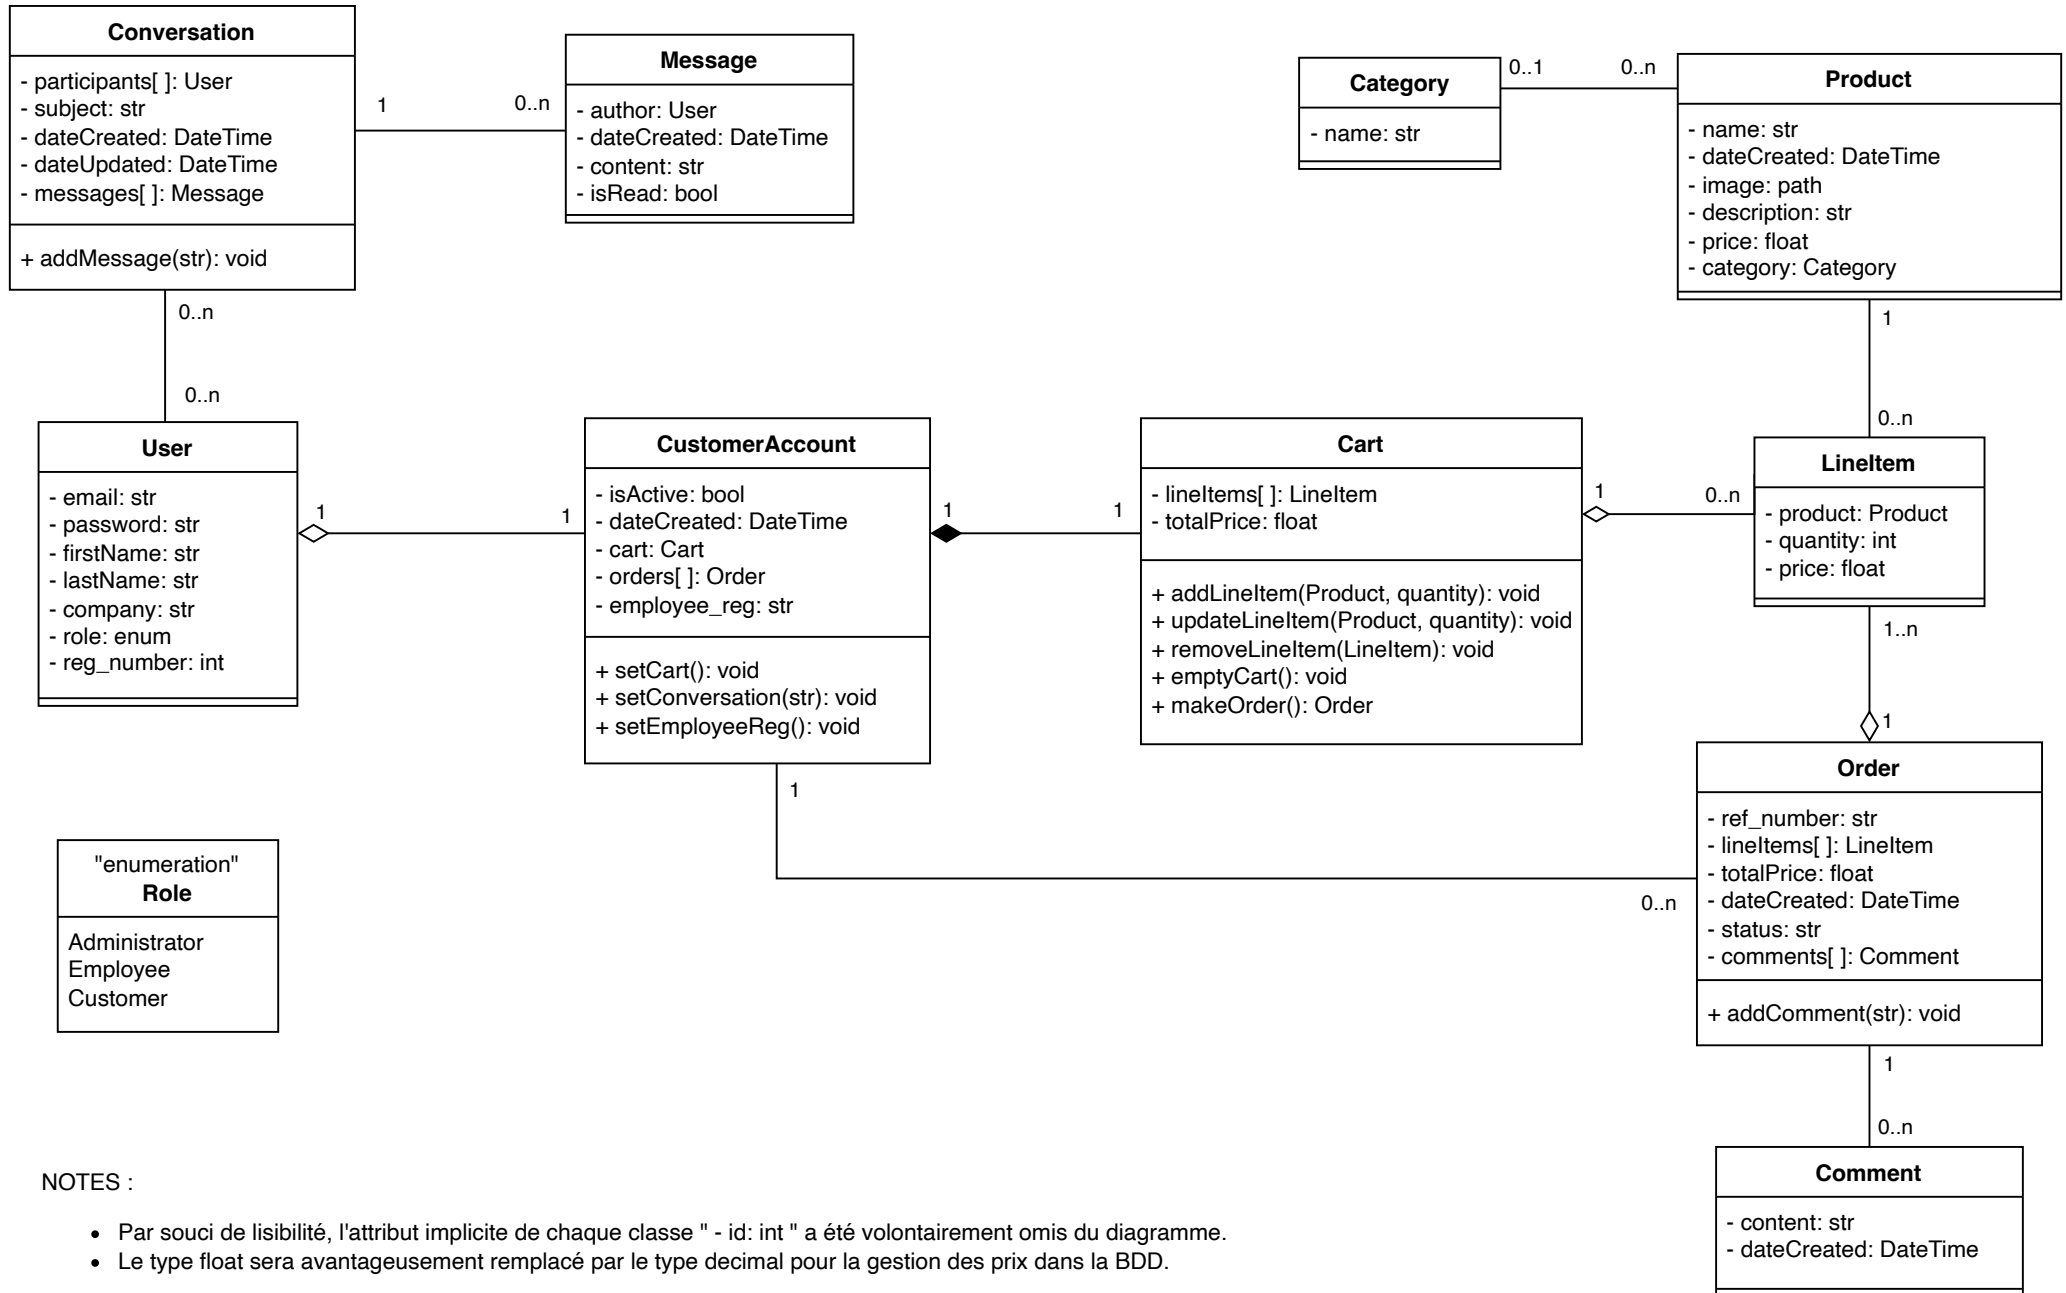 Conversation
- participants[ ]: User
- subject: str
- dateCreated: DateTime
- dateUpdated: DateTime
- messages[ ]: Message
+ addMessage(str): void
1
0..n
Message
- author: User
- dateCreated: DateTime
- content: str
- isRead: bool
Category
- name: str
0..1
0..n
Product
- name: str
- dateCreated: DateTime
- image: path
- description: str
- price: float
- category: Category
0..n
0..n
1
0..n
User
- email: str
- password: str
- firstName: str
- lastName: str
- company: str
- role: enum
- reg_number: int
1
1
CustomerAccount
- isActive: bool
- dateCreated: DateTime
- cart: Cart
- orders[ ]: Order
- employee_reg: str
+ setCart(): void
+ setConversation(str): void
+ setEmployeeReg(): void
1
1
Cart
- lineItems[ ]: LineItem
- totalPrice: float
+ addLineItem(Product, quantity): void
+ updateLineItem(Product, quantity): void
+ removeLineItem(LineItem): void
+ emptyCart(): void
+ makeOrder(): Order
1
0..n
LineItem
- product: Product
- quantity: int
- price: float
1..n
1
1
0..n
Order
- ref_number: str
- lineItems[ ]: LineItem
- totalPrice: float
- dateCreated: DateTime
- status: str
- comments[ ]: Comment
+ addComment(str): void
"enumeration"
Role
Administrator
Employee
Customer
1
0..n
Comment
- content: str
- dateCreated: DateTime
NOTES :
• Par souci de lisibilité, l'attribut implicite de chaque classe " - id: int " a été volontairement omis du diagramme.
• Le type float sera avantageusement remplacé par le type decimal pour la gestion des prix dans la BDD.